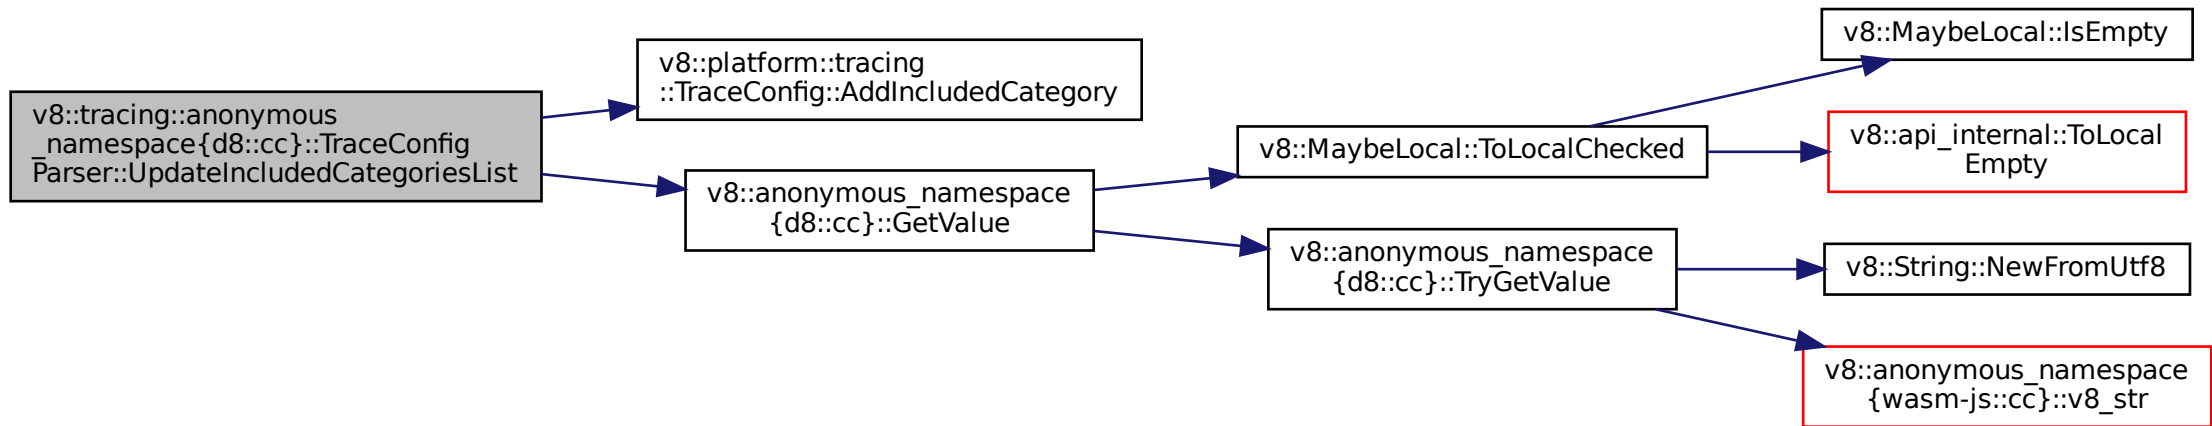 v8::tracing::anonymous
_namespace{d8::cc}::TraceConfig
Parser::UpdateIncludedCategoriesList
v8::platform::tracing
::TraceConfig::AddIncludedCategory
v8::anonymous_namespace
{d8::cc}::GetValue
v8::MaybeLocal::ToLocalChecked
v8::anonymous_namespace
{d8::cc}::TryGetValue
v8::MaybeLocal::IsEmpty
v8::api_internal::ToLocal
Empty
v8::String::NewFromUtf8
v8::anonymous_namespace
{wasm-js::cc}::v8_str